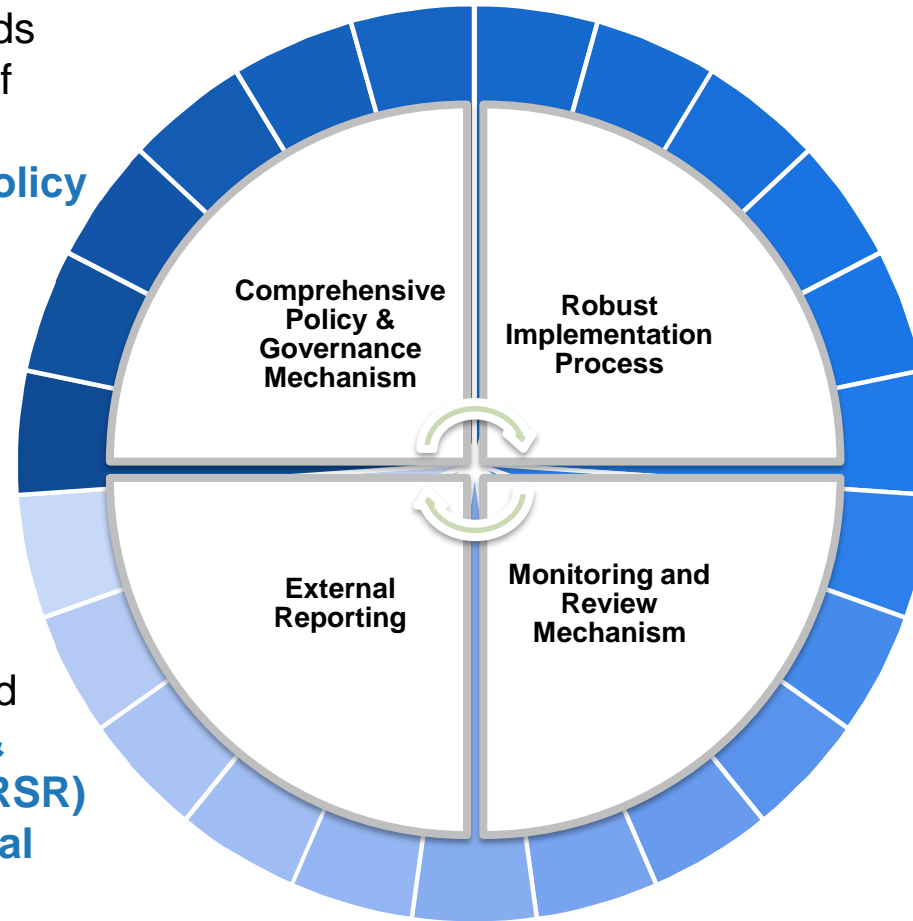 ds
f
olicy
Comprehensive
Policy &
Governance
Mechanism
Robust
Implementation
Process
External
Reporting
Monitoring and
Review
Mechanism
d
&
RSR)
al